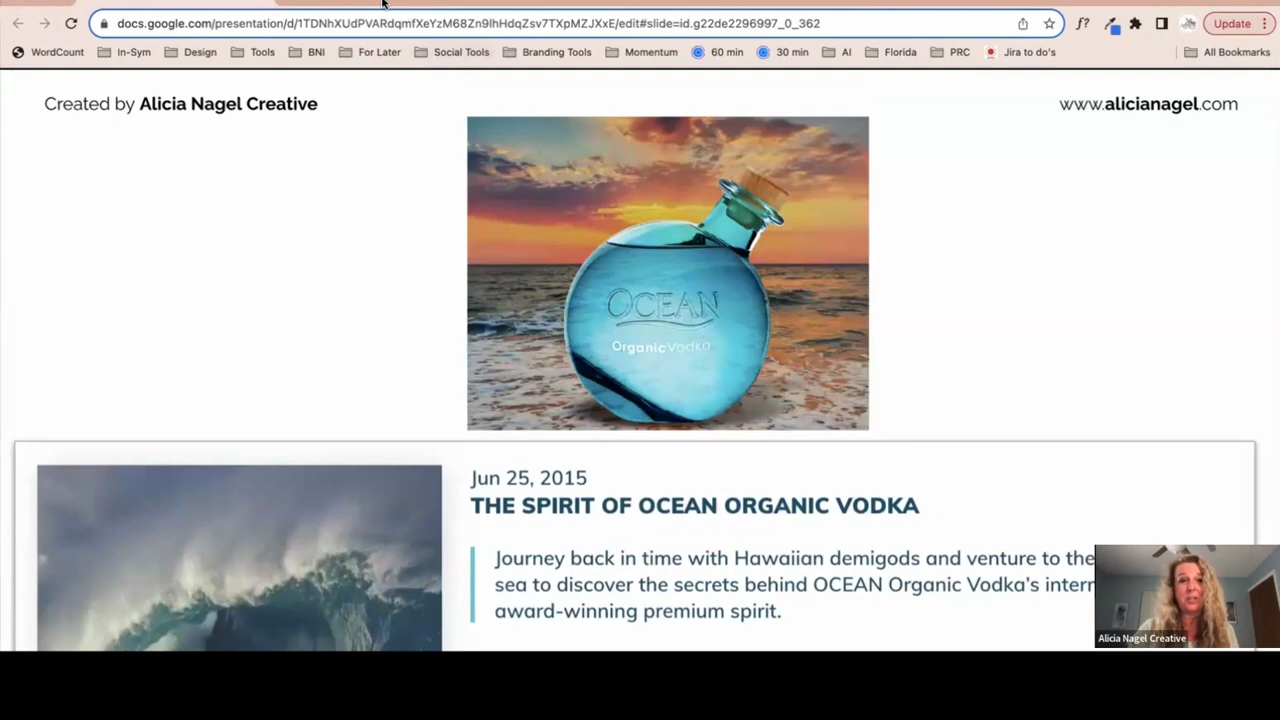 docs.google.com/presentation/d/1TDNhXUdPVARdqmfXeYzM68Zn9lhHdqZsv7TXpMZJXxE/edit#slide=id.g22de2296997_0_362
f?
Update
WordCount In-Sym Design Tools BNI For Later Social Tools Branding Tools Momentum 60 min 30 min AI Florida PRC Jira to do's All Bookmarks
Created by Alicia Nagel Creative
www.alicianagel.com
OCEAN
Organic Vodka
Jun 25, 2015
THE SPIRIT OF OCEAN ORGANIC VODKA
Journey back in time with Hawaiian demigods and venture to the
sea to discover the secrets behind OCEAN Organic Vodka's intern
award-winning premium spirit.
Alicia Nagel Creative